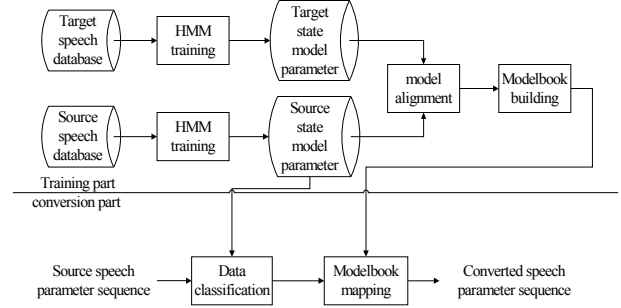 Target
speech
database
HMM
training
Target
state
model
parameter
model
alignment
Modelbook
building
Source
speech
database
HMM
training
Source
state
model
parameter
Training part
conversion part
Source speech
parameter sequence
Data
classification
Modelbook
mapping
Converted speech
parameter sequence